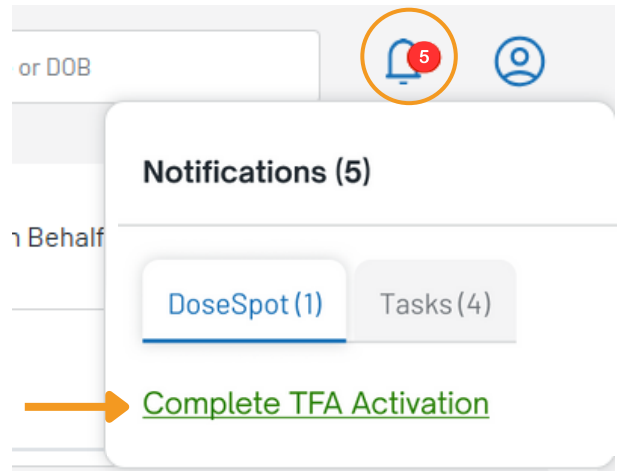 or DOB
5
Notifications (5)
n Behalf
DoseSpot (1)
Tasks (4)
Complete TFA Activation